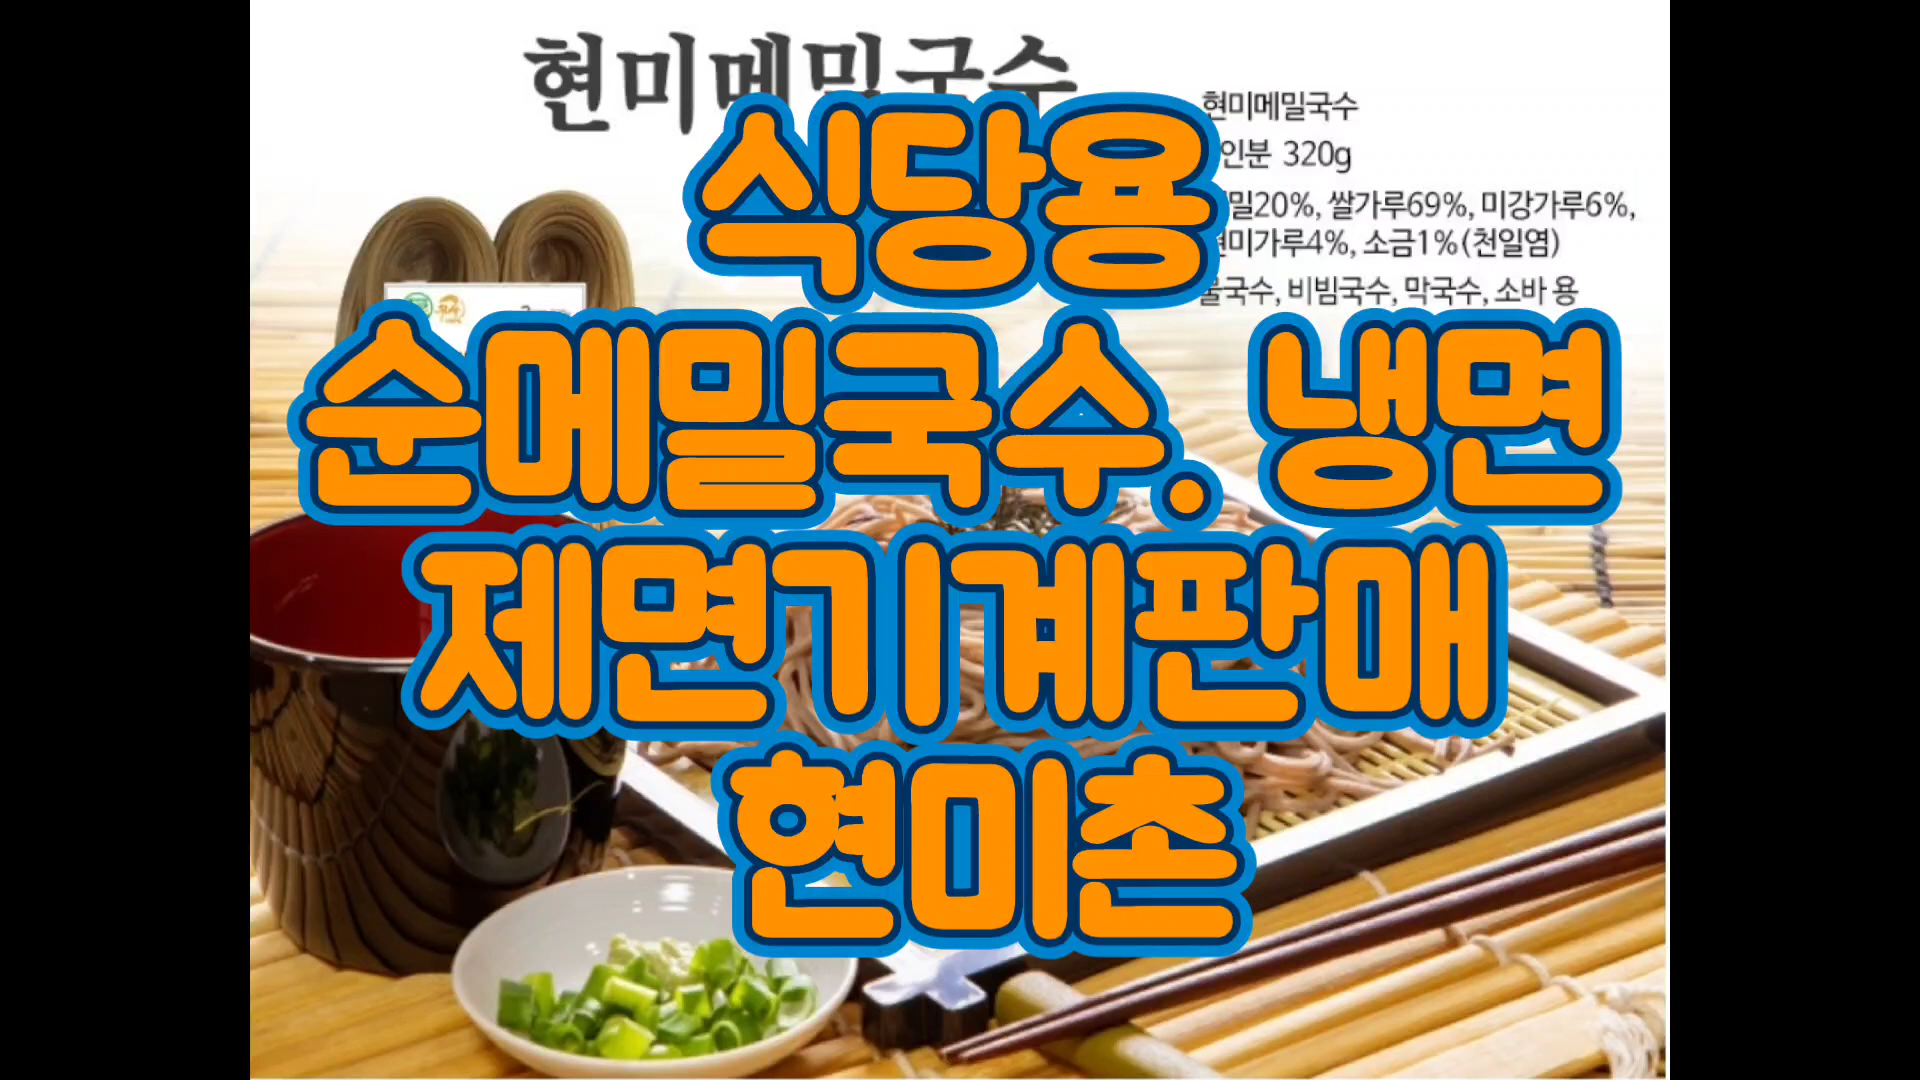 현미메밀국수
현미메밀국수
인분 320g
밀20%, 쌀가루69%, 미강가루6%,
현미가루4%, 소금1%(천일염)
물국수, 비빔국수, 막국수, 소바 용
식당용
순메밀국수. 냉면
제면기계판매
현미촌